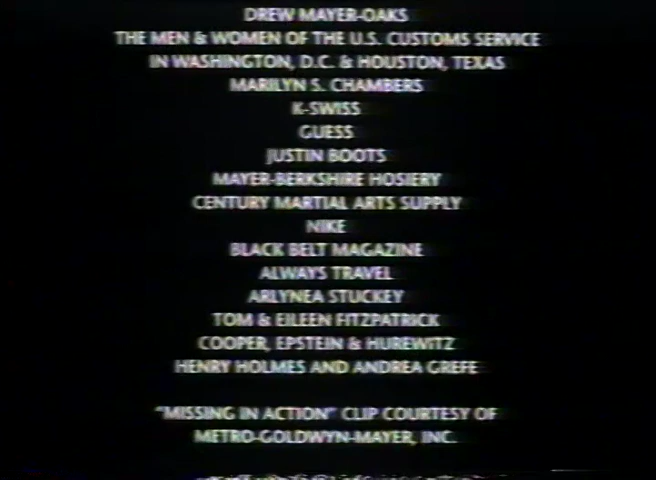 DREW MAYER-OAKS
THE MEN & WOMEN OF THE U.S. CUSTOMS SERVICE
IN WASHINGTON, D.C. & HOUSTON, TEXAS
MARILYN S. CHAMBERS
K-SWISS
GUESS
JUSTIN BOOTS
MAYER-BERKSHIRE HOSIERY
CENTURY MARTIAL ARTS SUPPLY
NIKE
BLACK BELT MAGAZINE
ALWAYS TRAVEL
ARLYNEA STUCKEY
TOM & EILEEN FITZPATRICK
COOPER, EPSTEIN & HUREWITZ
HENRY HOLMES AND ANDREA GREFE
"MISSING IN ACTION" CLIP COURTESY OF
METRO-GOLDWYN-MAYER, INC.